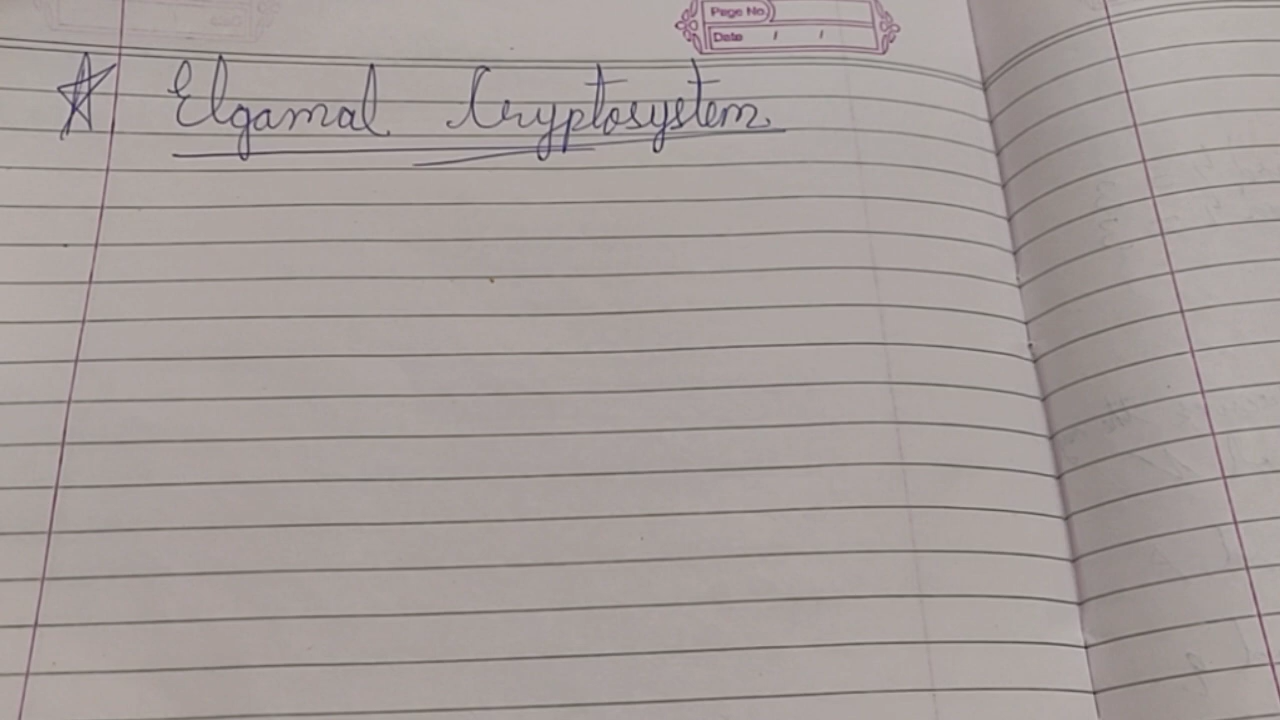 Page No
Date / /
☆ Elgamal Cryptosystem